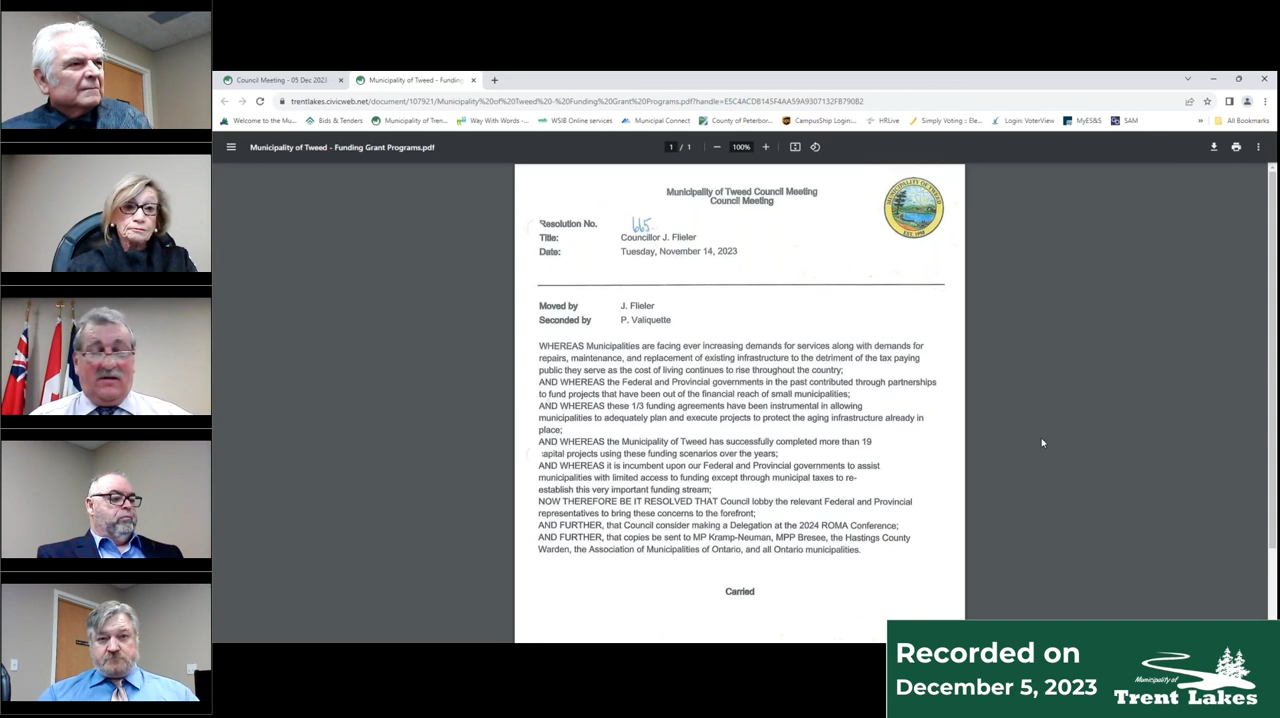 Council Meeting - 05 Dec 2023
Municipality of Tweed - Funding
trentlakes.civicweb.net/document/107921/Municipality%20of%20Tweed%20-%20Funding%20Grant%20Programs.pdf?handle=E5C4ACDB145F4AA59A9307132FB790B2
Welcome to the Mu... Bids & Tenders Municipality of Tren... Way With Words -... WSIB Online services Municipal Connect County of Peterbor... CampusShip Login:... HRLive Simply Voting :: Ele... Login: VoterView MyES&S SAM » All Bookmarks
Municipality of Tweed - Funding Grant Programs.pdf 1 / 1 100%
Municipality of Tweed Council Meeting
Council Meeting
MUNICIPALITY OF TWEED
Resolution No. 665
Title: Councillor J. Flieler
Date: Tuesday, November 14, 2023
Moved by J. Flieler
Seconded by P. Valiquette
WHEREAS Municipalities are facing ever increasing demands for services along with demands for
repairs, maintenance, and replacement of existing infrastructure to the detriment of the tax paying
public they serve as the cost of living continues to rise throughout the country;
AND WHEREAS the Federal and Provincial governments in the past contributed through partnerships
to fund projects that have been out of the financial reach of small municipalities;
AND WHEREAS these 1/3 funding agreements have been instrumental in allowing
municipalities to adequately plan and execute projects to protect the aging infrastructure already in
place;
AND WHEREAS the Municipality of Tweed has successfully completed more than 19
capital projects using these funding scenarios over the years;
AND WHEREAS it is incumbent upon our Federal and Provincial governments to assist
municipalities with limited access to funding except through municipal taxes to re-
establish this very important funding stream;
NOW THEREFORE BE IT RESOLVED THAT Council lobby the relevant Federal and Provincial
representatives to bring these concerns to the forefront;
AND FURTHER, that Council consider making a Delegation at the 2024 ROMA Conference;
AND FURTHER, that copies be sent to MP Kramp-Neuman, MPP Bresee, the Hastings County
Warden, the Association of Municipalities of Ontario, and all Ontario municipalities.
Carried
Recorded on
December 5, 2023
Municipality of
Trent Lakes